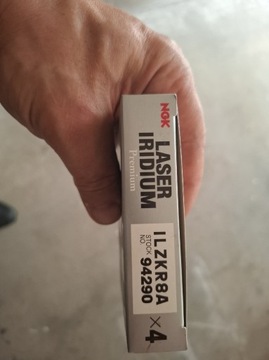 NGK
LASER
IRIDIUM
Premium
ILZKR8A
STOCK NO. 94290
×4